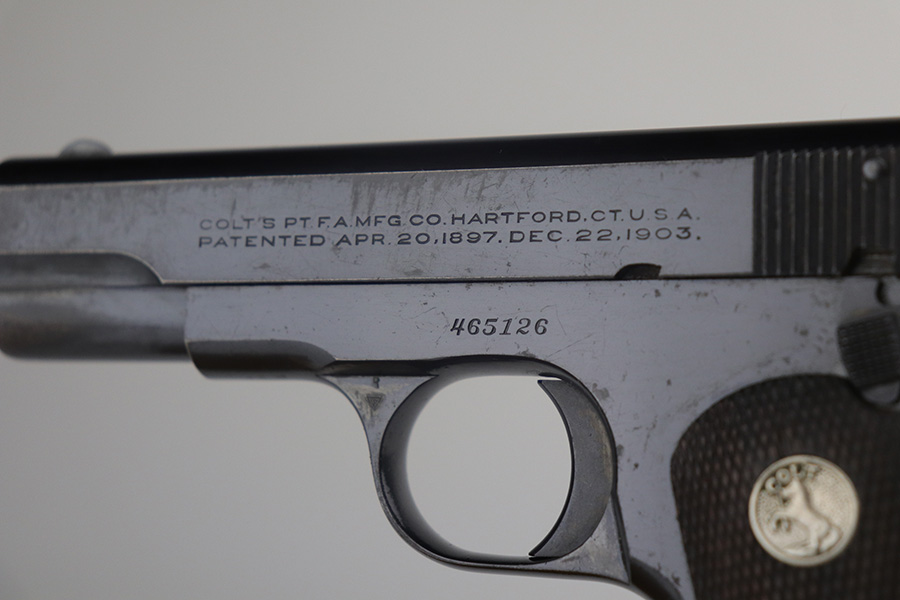 COLT'S PT. F.A. MFG. CO. HARTFORD, CT. U.S.A.
PATENTED APR. 20, 1897. DEC. 22, 1903.
465126
COLT